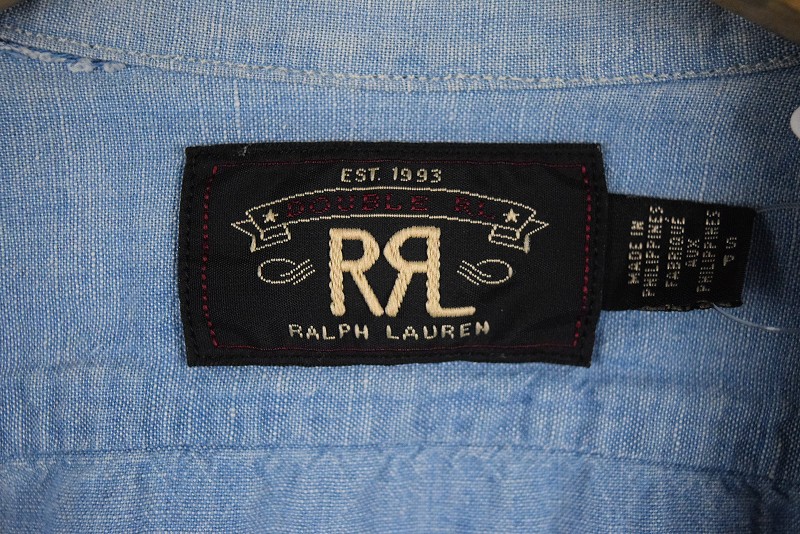 EST. 1993
DOUBLE RL
RRL
RALPH LAUREN
MADE IN
PHILIPPINES
FABRIQUE
AUX
PHILIPPINES
S
P